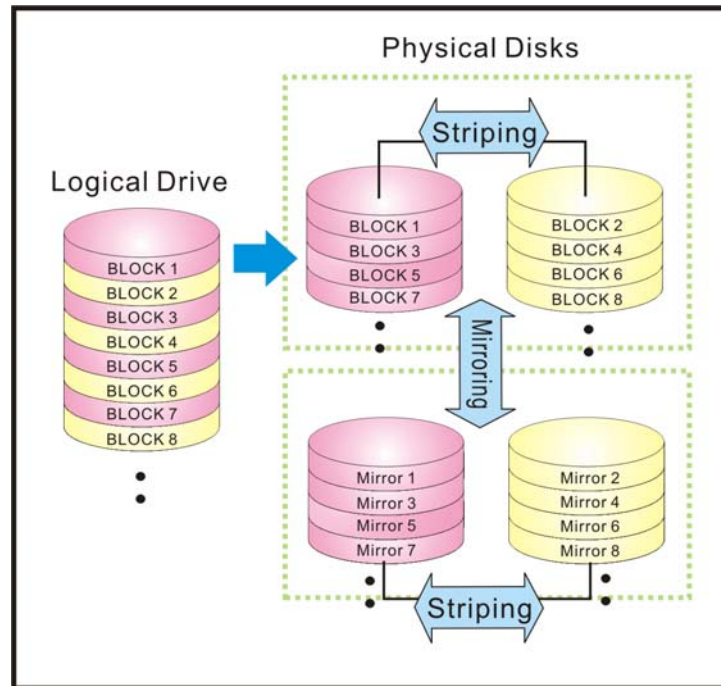 Physical Disks
Striping
Logical Drive
BLOCK 1
BLOCK 2
BLOCK 3
BLOCK 4
BLOCK 5
BLOCK 6
BLOCK 7
BLOCK 8
BLOCK 1
BLOCK 3
BLOCK 5
BLOCK 7
BLOCK 2
BLOCK 4
BLOCK 6
BLOCK 8
Mirroring
Mirror 1
Mirror 3
Mirror 5
Mirror 7
Mirror 2
Mirror 4
Mirror 6
Mirror 8
Striping